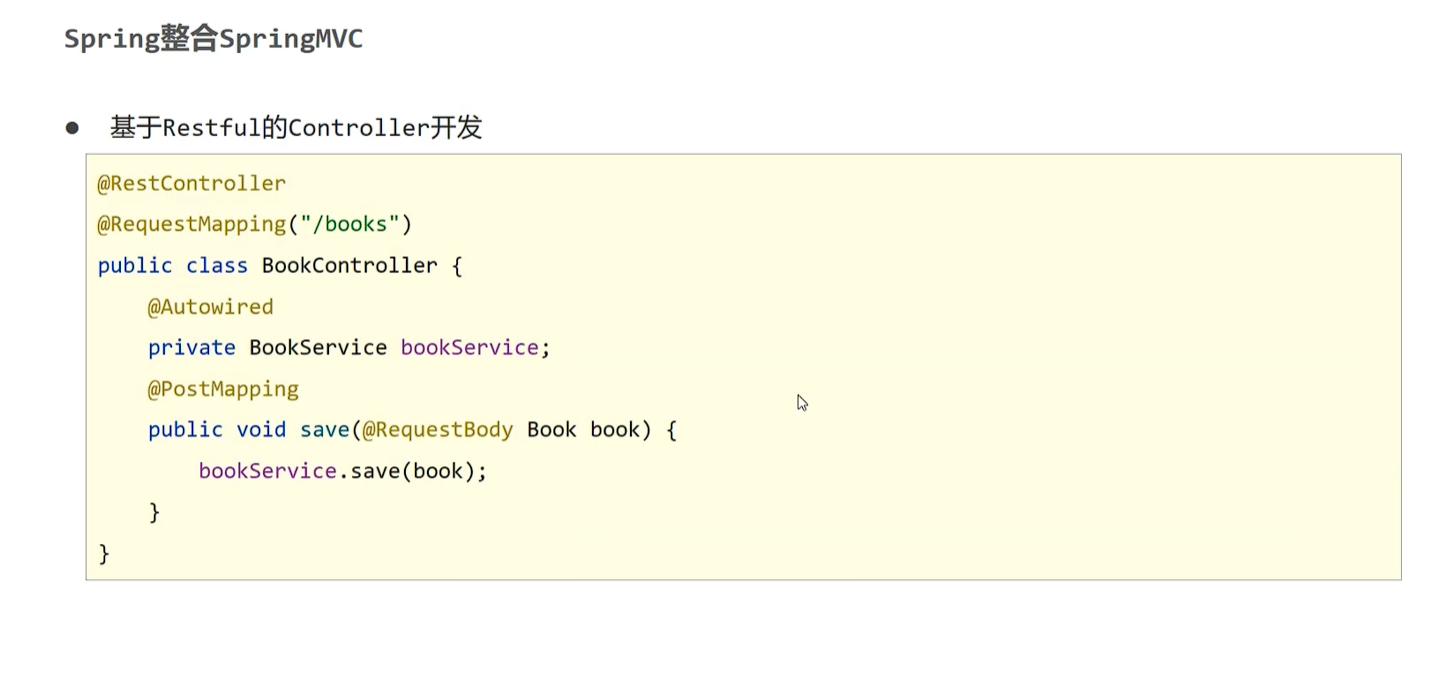 Spring整合SpringMVC
● 基于Restful的Controller开发
@RestController
@RequestMapping("/books")
public class BookController {
    @Autowired
    private BookService bookService;
    @PostMapping
    public void save(@RequestBody Book book) {
        bookService.save(book);
    }
}